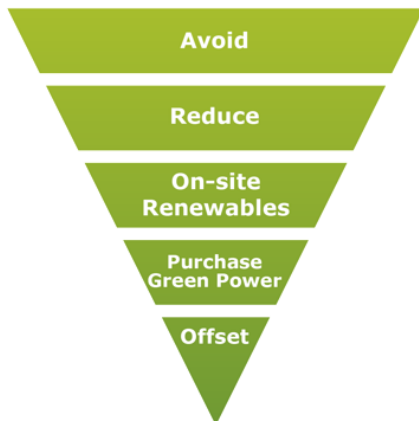 Avoid
Reduce
On-site
Renewables
Purchase
Green Power
Offset